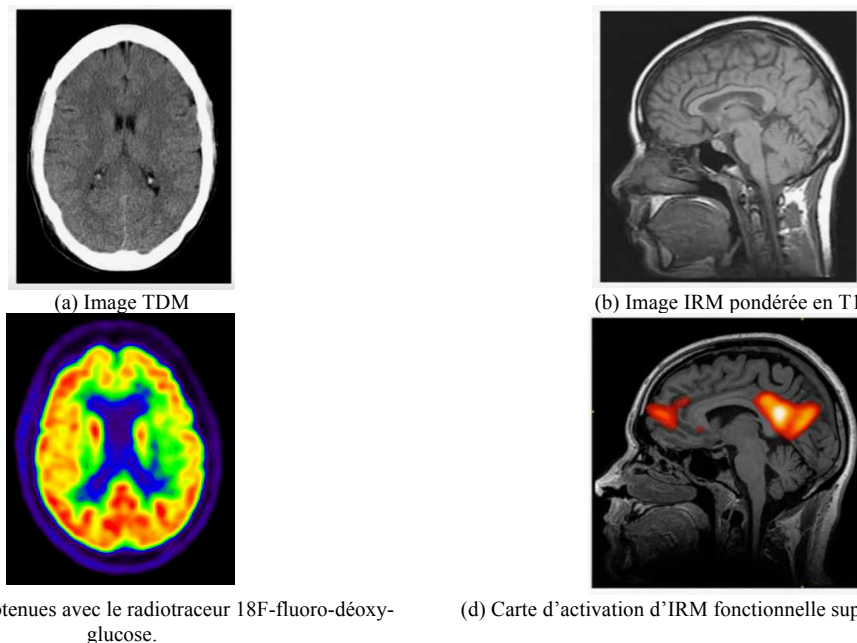 (a) Image TDM
(b) Image IRM pondérée en T1
obtenues avec le radiotraceur 18F-fluoro-déoxy-
glucose.
(d) Carte d’activation d’IRM fonctionnelle sup